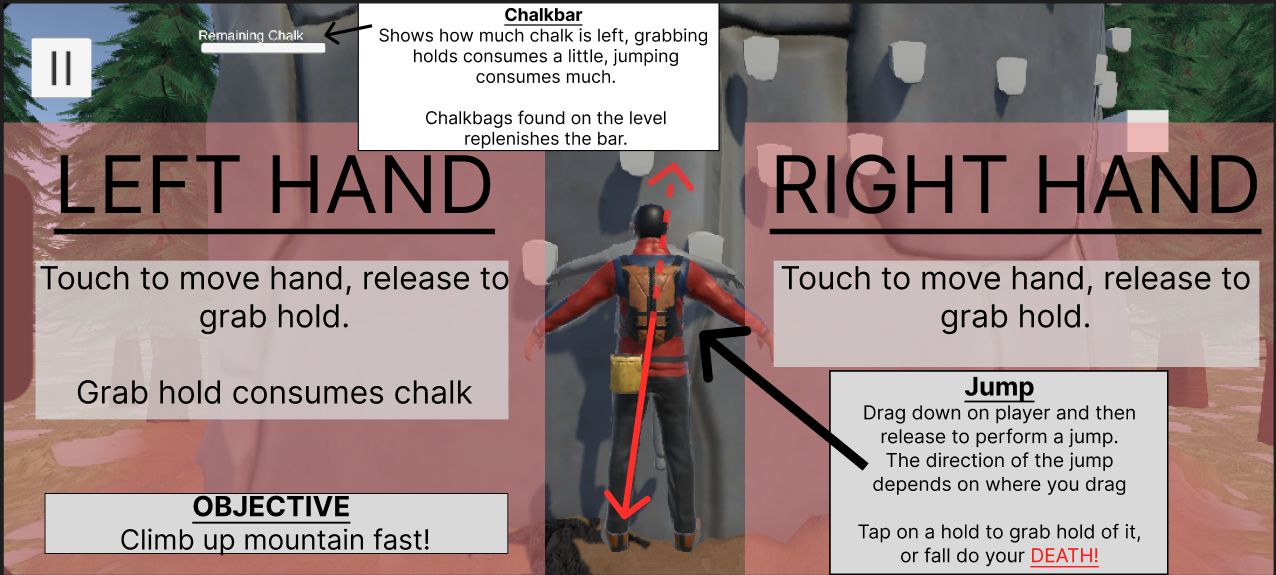 Remaining Chalk
Chalkbar
Shows how much chalk is left, grabbing
holds consumes a little, jumping
consumes much.
Chalkbags found on the level
replenishes the bar.
LEFT HAND
Touch to move hand, release to
grab hold.
Grab hold consumes chalk
OBJECTIVE
Climb up mountain fast!
RIGHT HAND
Touch to move hand, release to
grab hold.
Jump
Drag down on player and then
release to perform a jump.
The direction of the jump
depends on where you drag
Tap on a hold to grab hold of it,
or fall do your DEATH!